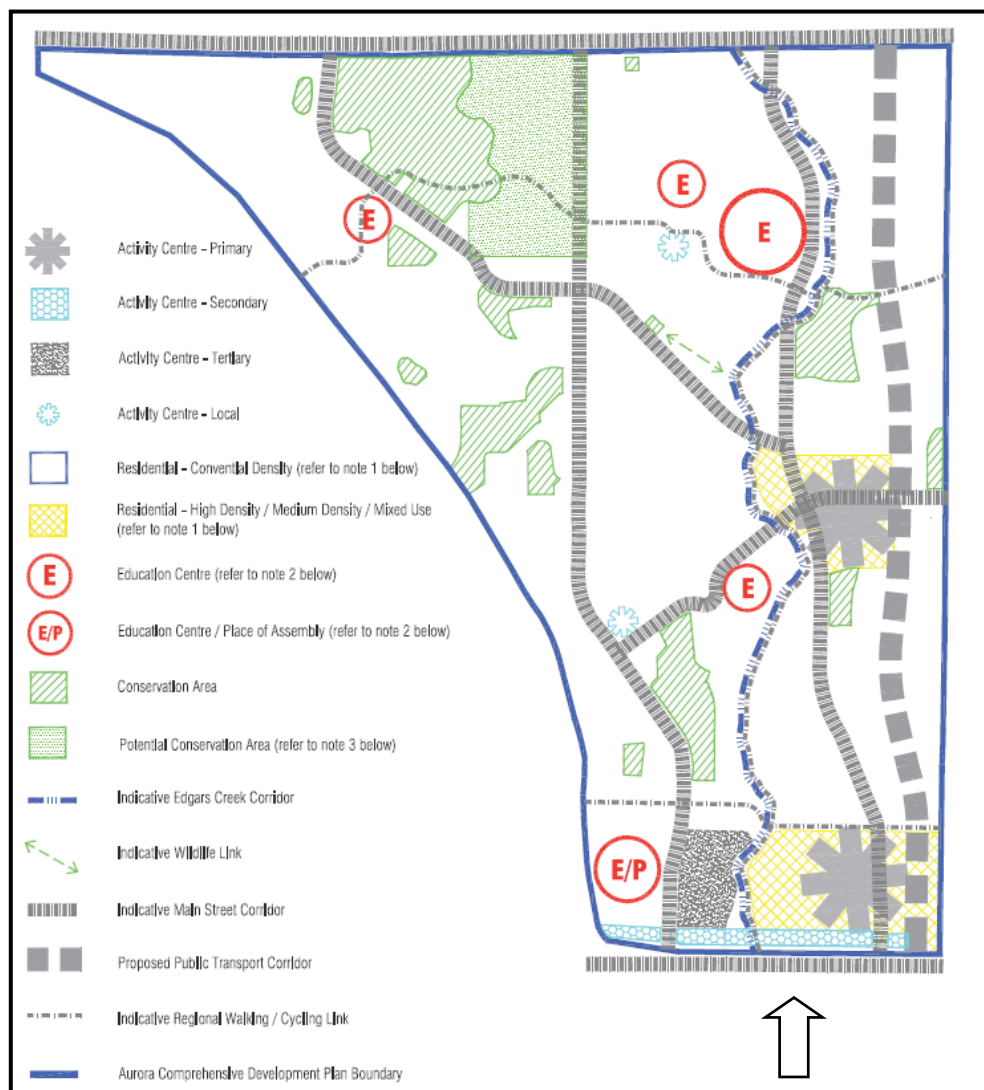 E
E
E
Activity Centre – Primary
Activity Centre – Secondary
Activity Centre – Tertiary
Activity Centre – Local
Residential – Convential Density (refer to note 1 below)
Residential – High Density / Medium Density / Mixed Use
(refer to note 1 below)
E
Education Centre (refer to note 2 below)
E
E/P
Education Centre / Place of Assembly (refer to note 2 below)
Conservation Area
Potential Conservation Area (refer to note 3 below)
Indicative Edgars Creek Corridor
Indicative Wildlife Link
E/P
Indicative Main Street Corridor
Proposed Public Transport Corridor
Indicative Regional Walking / Cycling Link
Aurora Comprehensive Development Plan Boundary